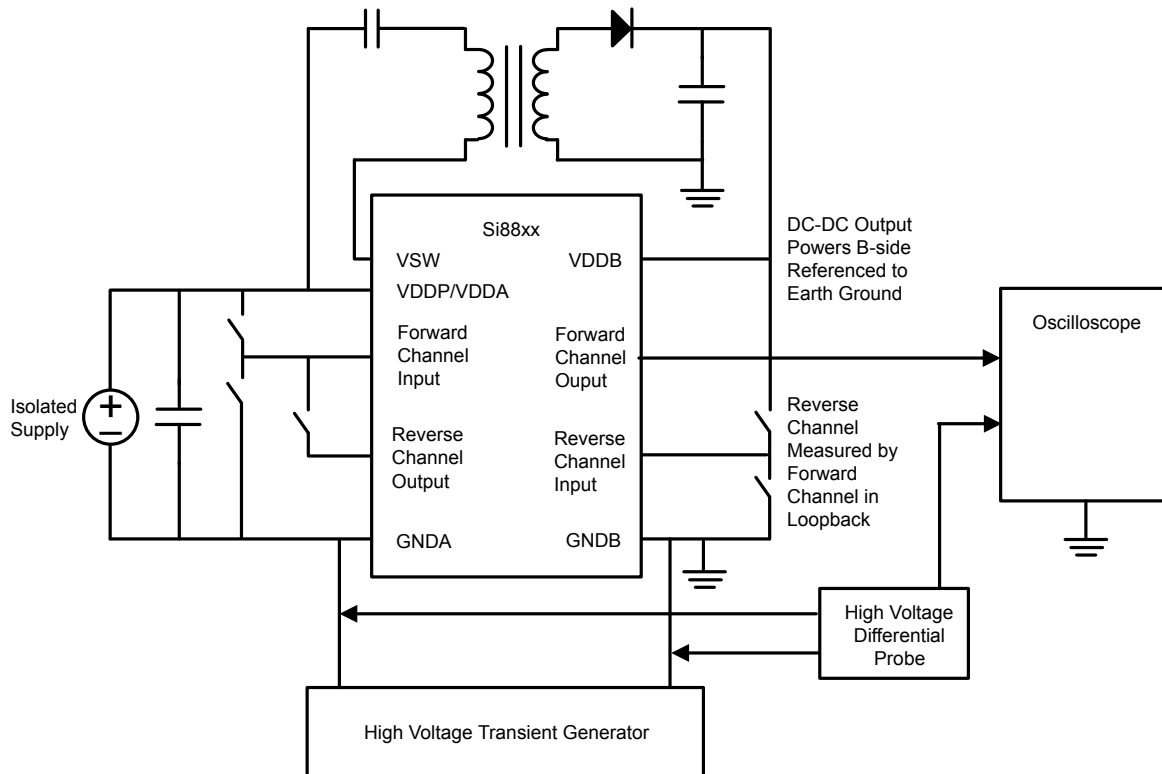 Si88xx
VSW
VDDB
VDDP/VDDA
Forward
Channel
Input
Forward
Channel
Ouput
Reverse
Channel
Output
Reverse
Channel
Input
GNDA
GNDB
Isolated
Supply
DC-DC Output
Powers B-side
Referenced to
Earth Ground
Oscilloscope
Reverse
Channel
Measured by
Forward
Channel in
Loopback
High Voltage
Differential
Probe
High Voltage Transient Generator